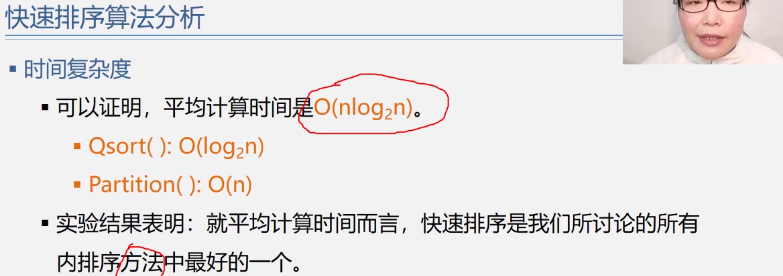 快速排序算法分析
▪ 时间复杂度
▪ 可以证明，平均计算时间是O(nlog₂n)。
▪ Qsort( ): O(log₂n)
▪ Partition( ): O(n)
▪ 实验结果表明：就平均计算时间而言，快速排序是我们所讨论的所有
内排序方法中最好的一个。